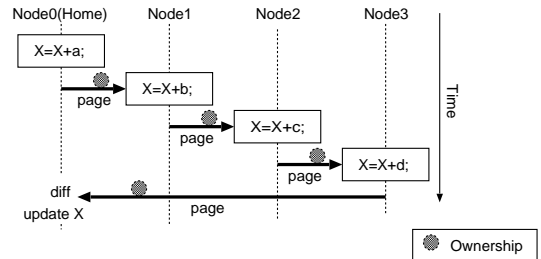 Node0(Home) Node1 Node2 Node3
X=X+a;
Time
X=X+b;
page
X=X+c;
page
X=X+d;
page
diff
update X
page
Ownership